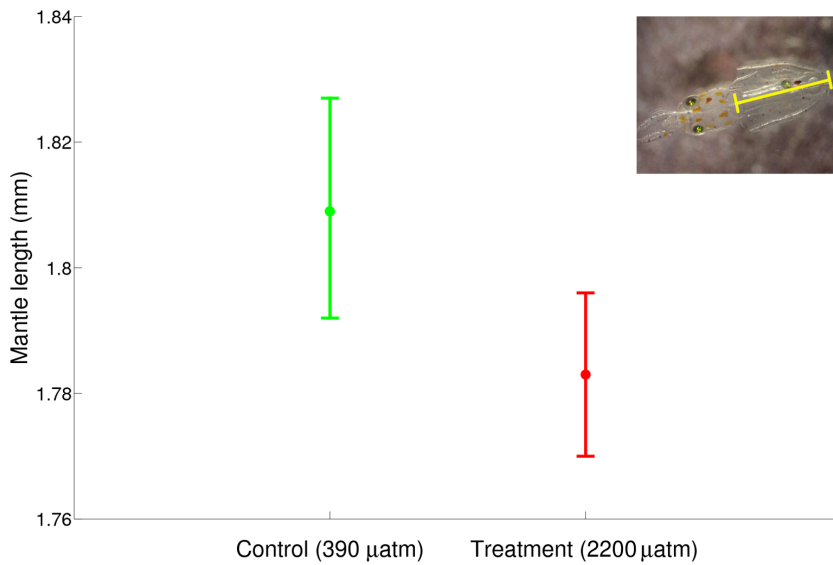 1.84
1.82
1.8
1.78
1.76
Mantle length (mm)
Control (390 μatm)
Treatment (2200 μatm)